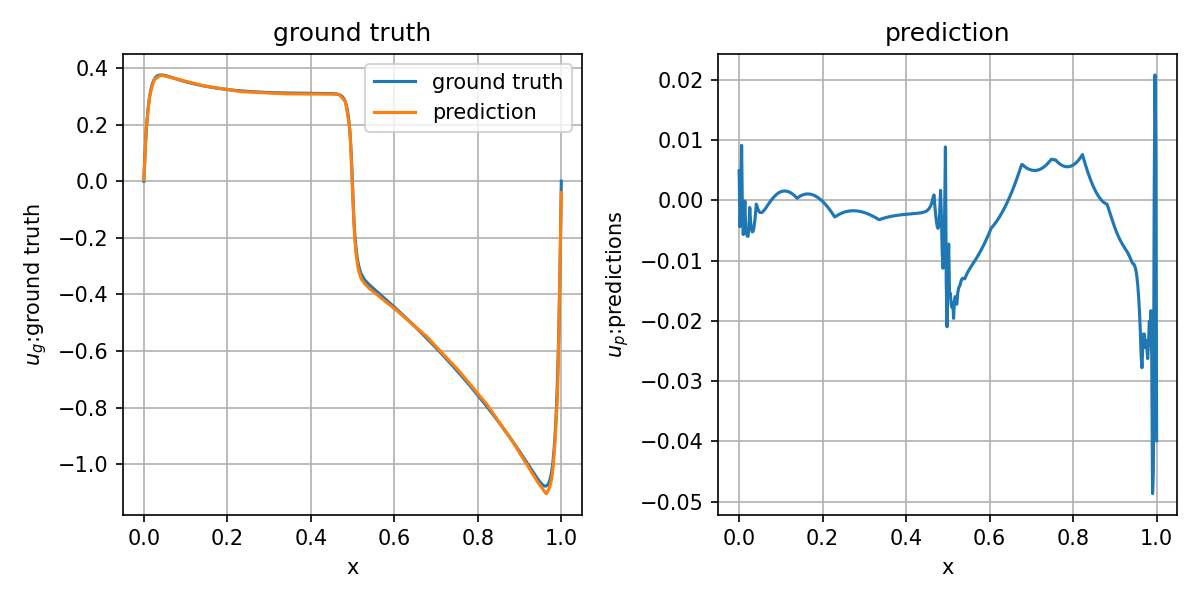 ground truth
0.4
0.2
0.0
−0.2
−0.4
−0.6
−0.8
−1.0
u_g:ground truth
ground truth
prediction
0.0 0.2 0.4 0.6 0.8 1.0
x
prediction
0.02
0.01
0.00
−0.01
−0.02
−0.03
−0.04
−0.05
u_p:predictions
0.0 0.2 0.4 0.6 0.8 1.0
x